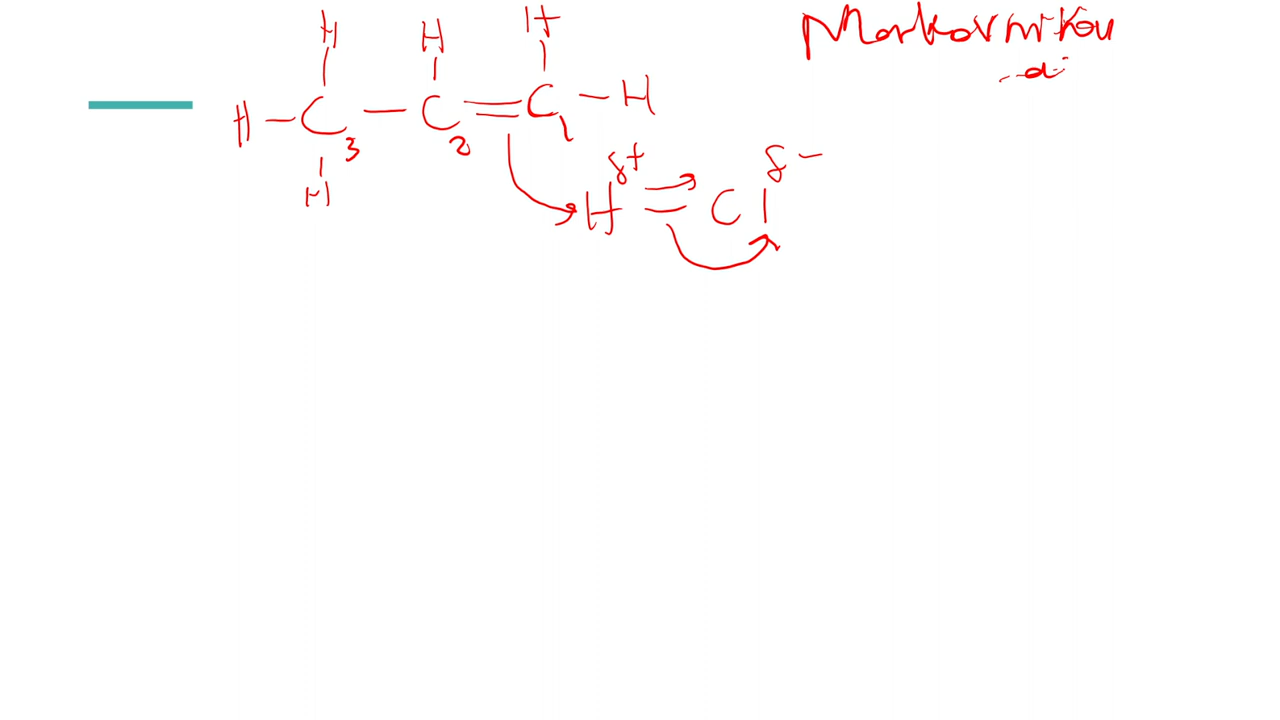 H H H Markovnikov
H - C 3 - C 2 = C 1 - H
H
δ+ δ-
H Cl